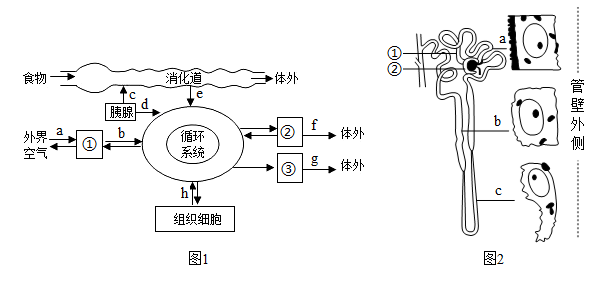 食物
消化道
体外
c
e
胰腺
d
外界
空气
a
①
b
循环
系统
②
f
体外
③
g
体外
h
组织细胞
图1
①
②
a
b
c
管壁外侧
图2